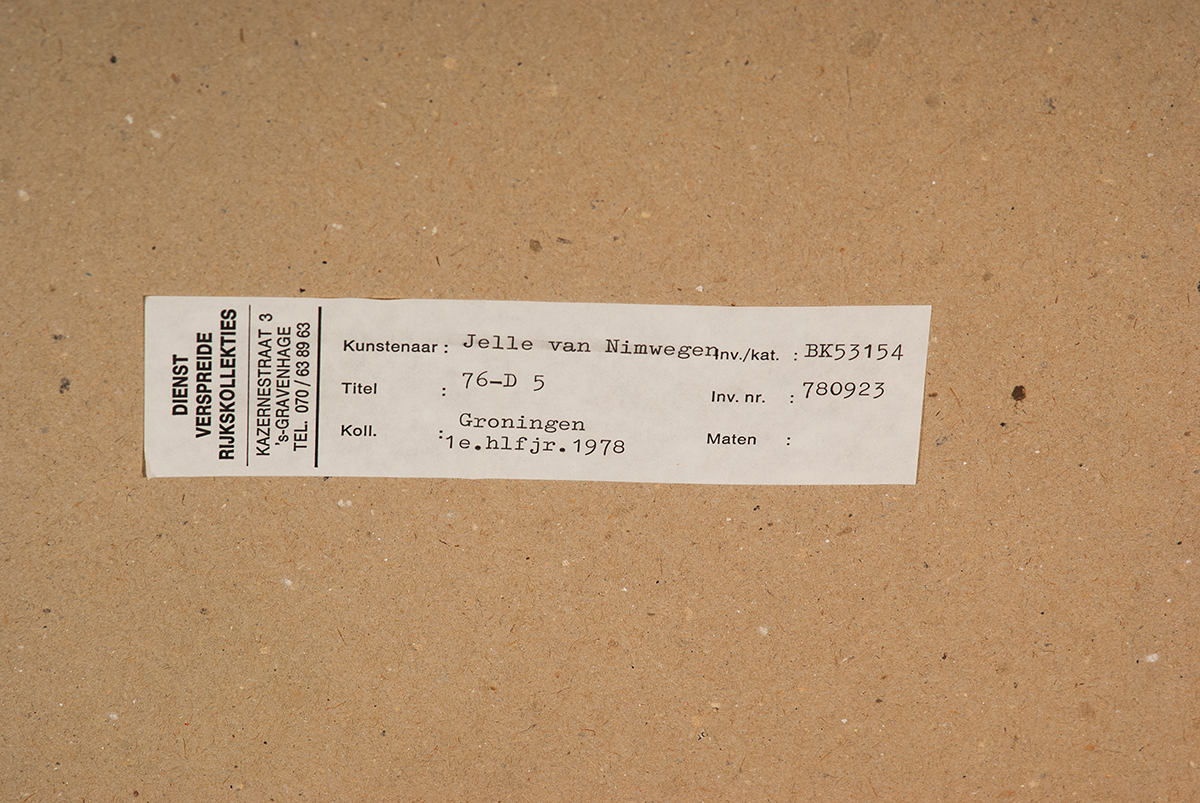 DIENST
VERSPREIDE
RIJKSKOLLEKTIES
KAZERNESTRAAT 3
's-GRAVENHAGE
TEL. 070 / 63 89 63
Kunstenaar : Jelle van Nimwegen Inv./kat. : BK53154
Titel : 76-D 5 Inv. nr. : 780923
Koll. : Groningen Maten :
1e.hlfjr.1978